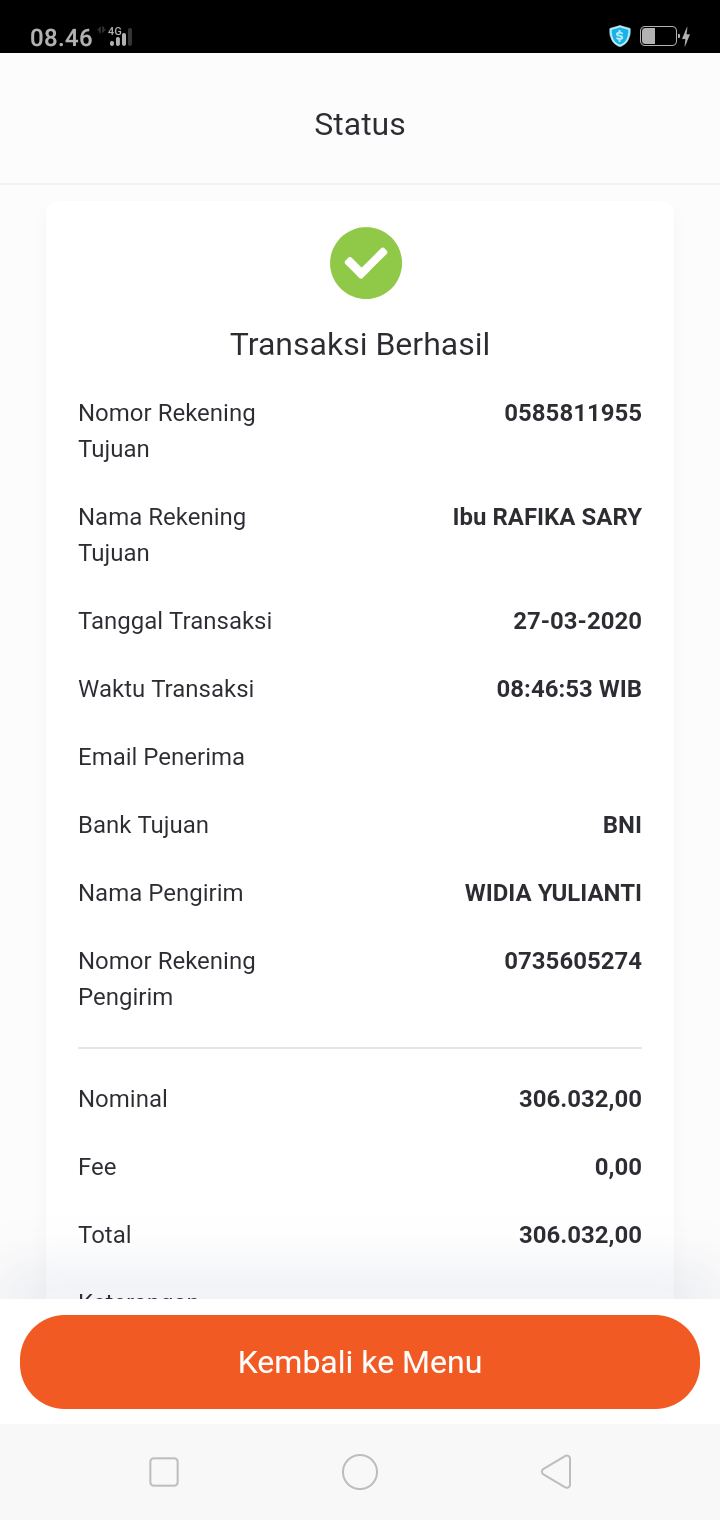 08.46 4G
Status
Transaksi Berhasil
Nomor Rekening Tujuan 0585811955
Nama Rekening Tujuan Ibu RAFIKA SARY
Tanggal Transaksi 27-03-2020
Waktu Transaksi 08:46:53 WIB
Email Penerima
Bank Tujuan BNI
Nama Pengirim WIDIA YULIANTI
Nomor Rekening Pengirim 0735605274
Nominal 306.032,00
Fee 0,00
Total 306.032,00
Keterangan
Kembali ke Menu